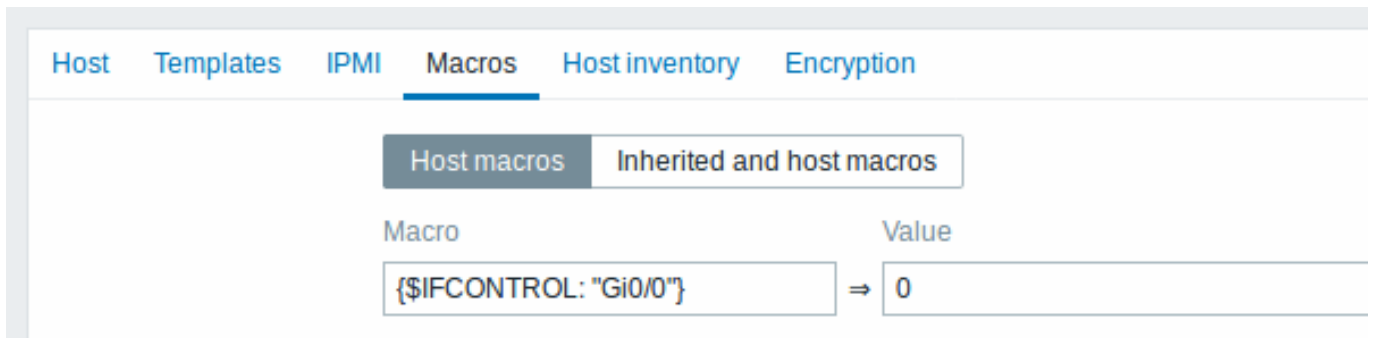 Host Templates IPMI Macros Host inventory Encryption
Host macros Inherited and host macros
Macro Value
{$IFCONTROL: "Gi0/0"} ⇒ 0